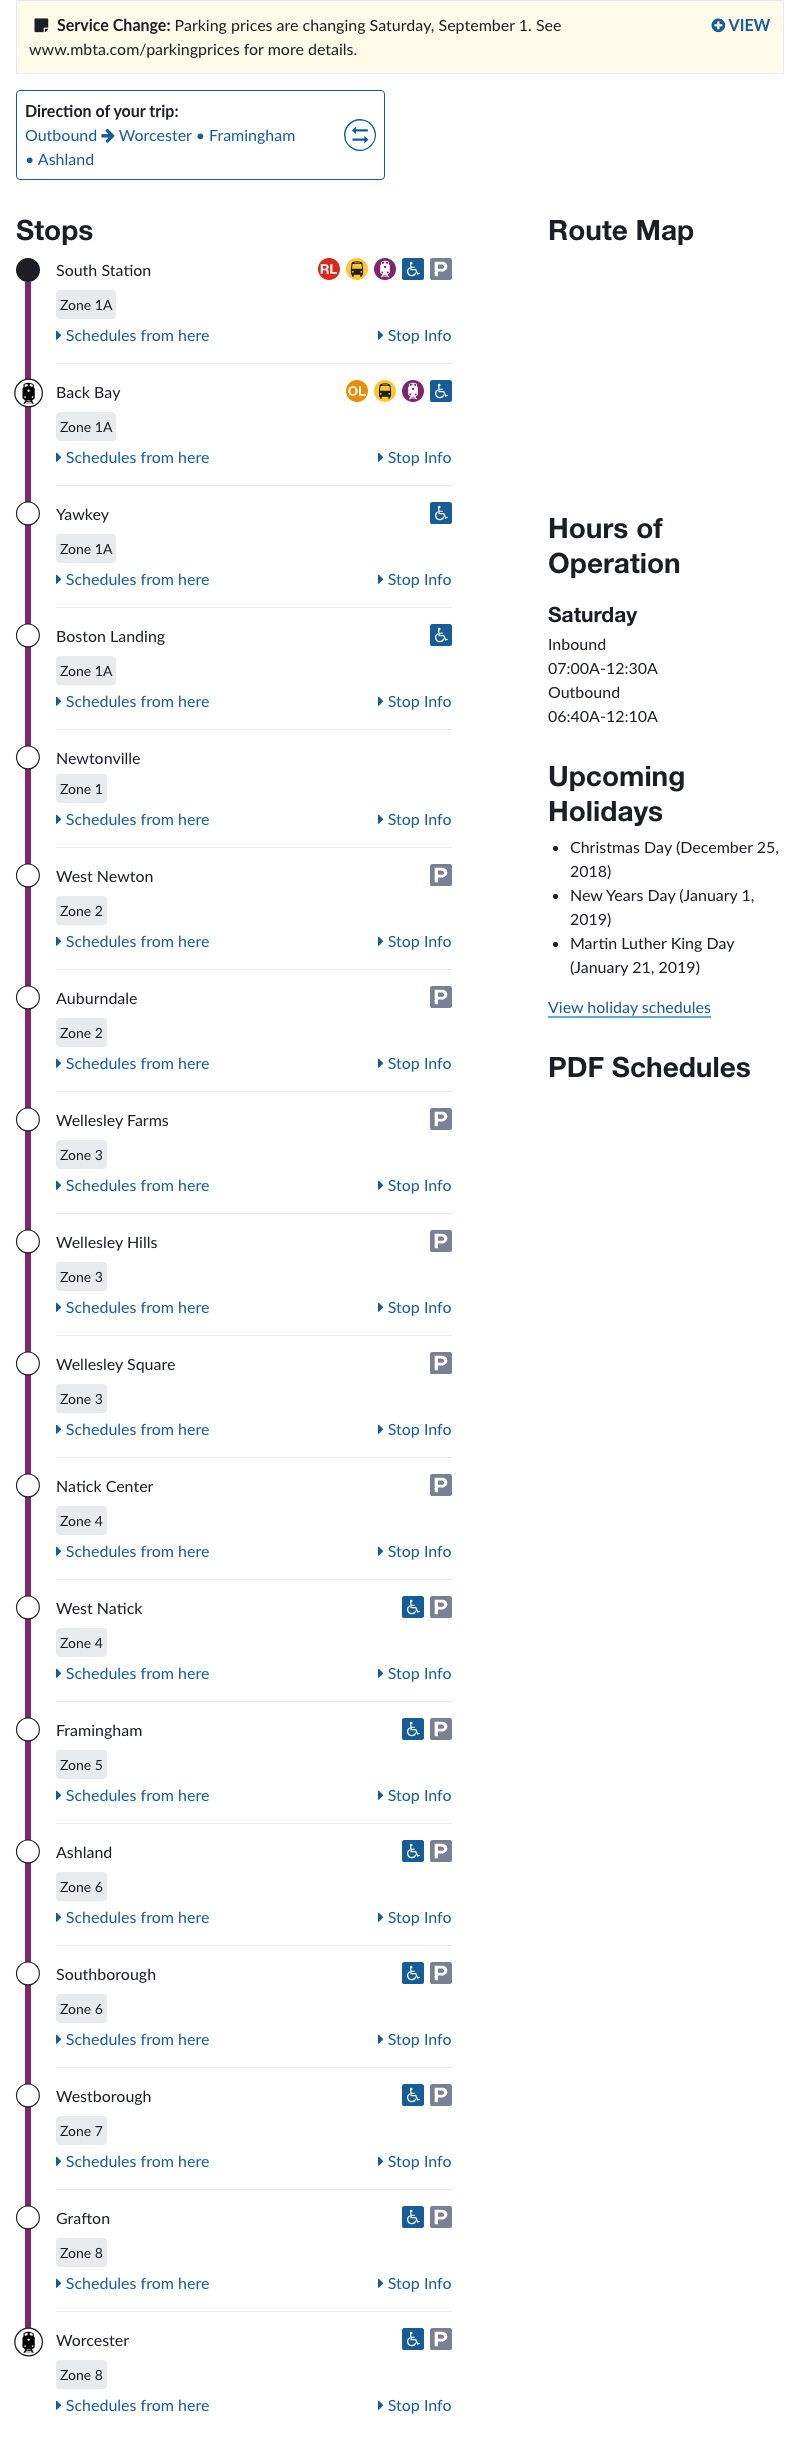 Service Change: Parking prices are changing Saturday, September 1. See
www.mbta.com/parkingprices for more details.
VIEW
Direction of your trip:
Outbound → Worcester • Framingham
• Ashland
Stops
South Station
RL
P
Zone 1A
Schedules from here
Stop Info
Back Bay
OL
Zone 1A
Schedules from here
Stop Info
Yawkey
Zone 1A
Schedules from here
Stop Info
Boston Landing
Zone 1A
Schedules from here
Stop Info
Newtonville
Zone 1
Schedules from here
Stop Info
West Newton
P
Zone 2
Schedules from here
Stop Info
Auburndale
P
Zone 2
Schedules from here
Stop Info
Wellesley Farms
P
Zone 3
Schedules from here
Stop Info
Wellesley Hills
P
Zone 3
Schedules from here
Stop Info
Wellesley Square
P
Zone 3
Schedules from here
Stop Info
Natick Center
P
Zone 4
Schedules from here
Stop Info
West Natick
P
Zone 4
Schedules from here
Stop Info
Framingham
P
Zone 5
Schedules from here
Stop Info
Ashland
P
Zone 6
Schedules from here
Stop Info
Southborough
P
Zone 6
Schedules from here
Stop Info
Westborough
P
Zone 7
Schedules from here
Stop Info
Grafton
P
Zone 8
Schedules from here
Stop Info
Worcester
P
Zone 8
Schedules from here
Stop Info
Route Map
Hours of
Operation
Saturday
Inbound
07:00A-12:30A
Outbound
06:40A-12:10A
Upcoming
Holidays
• Christmas Day (December 25,
2018)
• New Years Day (January 1,
2019)
• Martin Luther King Day
(January 21, 2019)
View holiday schedules
PDF Schedules